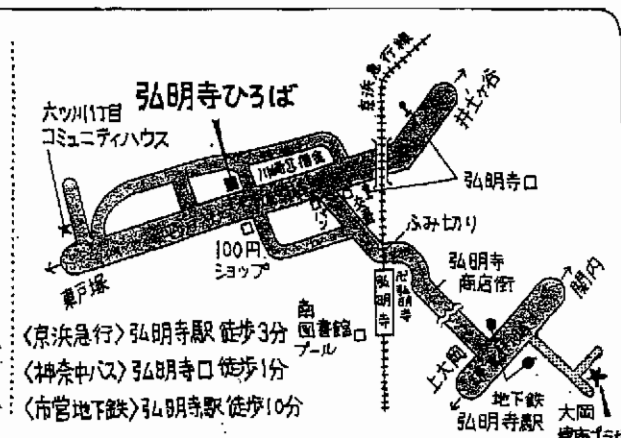 京浜急行線
井土ヶ谷
弘明寺ひろば
六ツ川1丁目
コミュニティハウス
弘明寺口
ふみ切り
100円
ショップ
弘明寺
商店街
関内
東戸塚
弘明寺
卍弘明寺
南
図書館
プール
上大岡
〈京浜急行〉弘明寺駅 徒歩3分
〈神奈中バス〉弘明寺口 徒歩1分
〈市営地下鉄〉弘明寺駅 徒歩10分
地下鉄
弘明寺駅
大岡